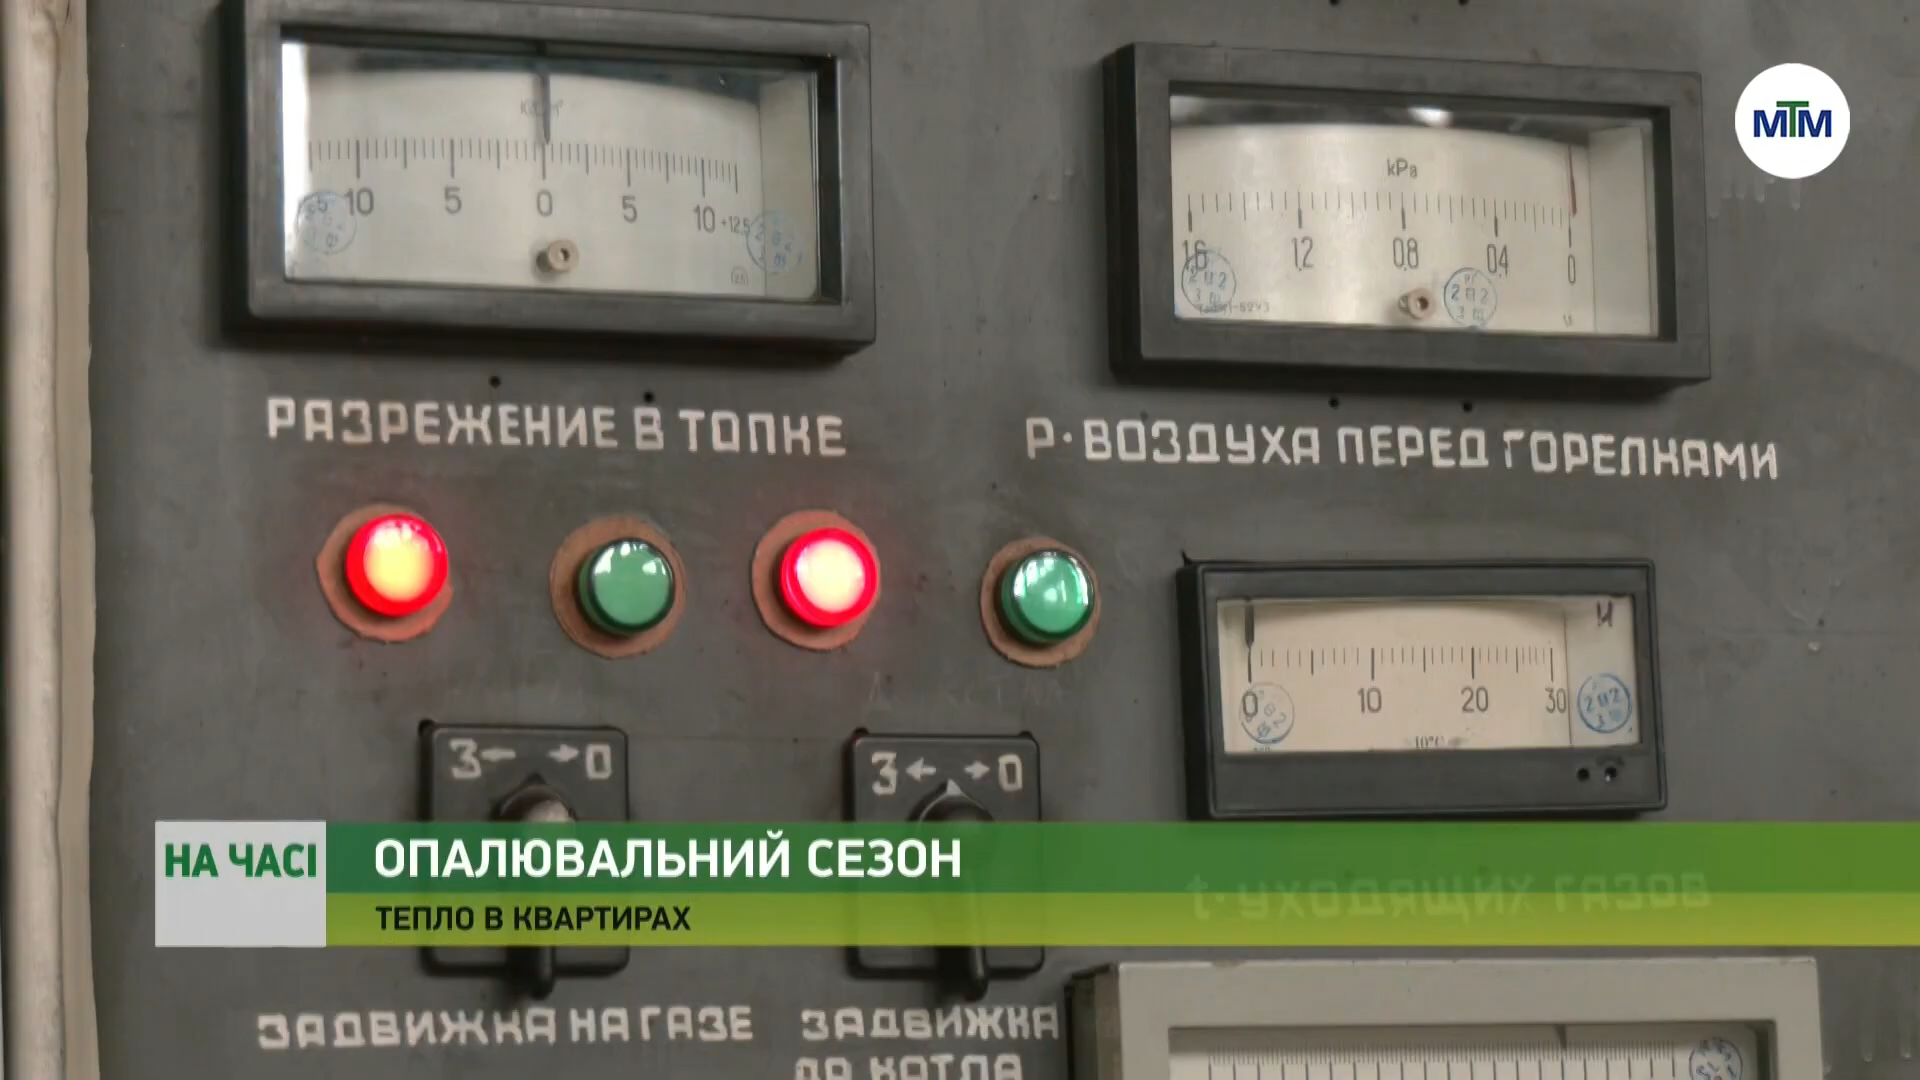 МТМ
10 5 0 5 10 +12,5
kPa
1,6 1,2 0,8 0,4 0
РАЗРЕЖЕНИЕ В ТОПКЕ
Р·ВОЗДУХА ПЕРЕД ГОРЕЛКАМИ
0 10 20 30
З 0
З 0
НА ЧАСІ
ОПАЛЮВАЛЬНИЙ СЕЗОН
ТЕПЛО В КВАРТИРАХ
t·УХОДЯЩИХ ГАЗОВ
ЗАДВИЖКА НА ГАЗЕ
ЗАДВИЖКА
ДО КОТЛА